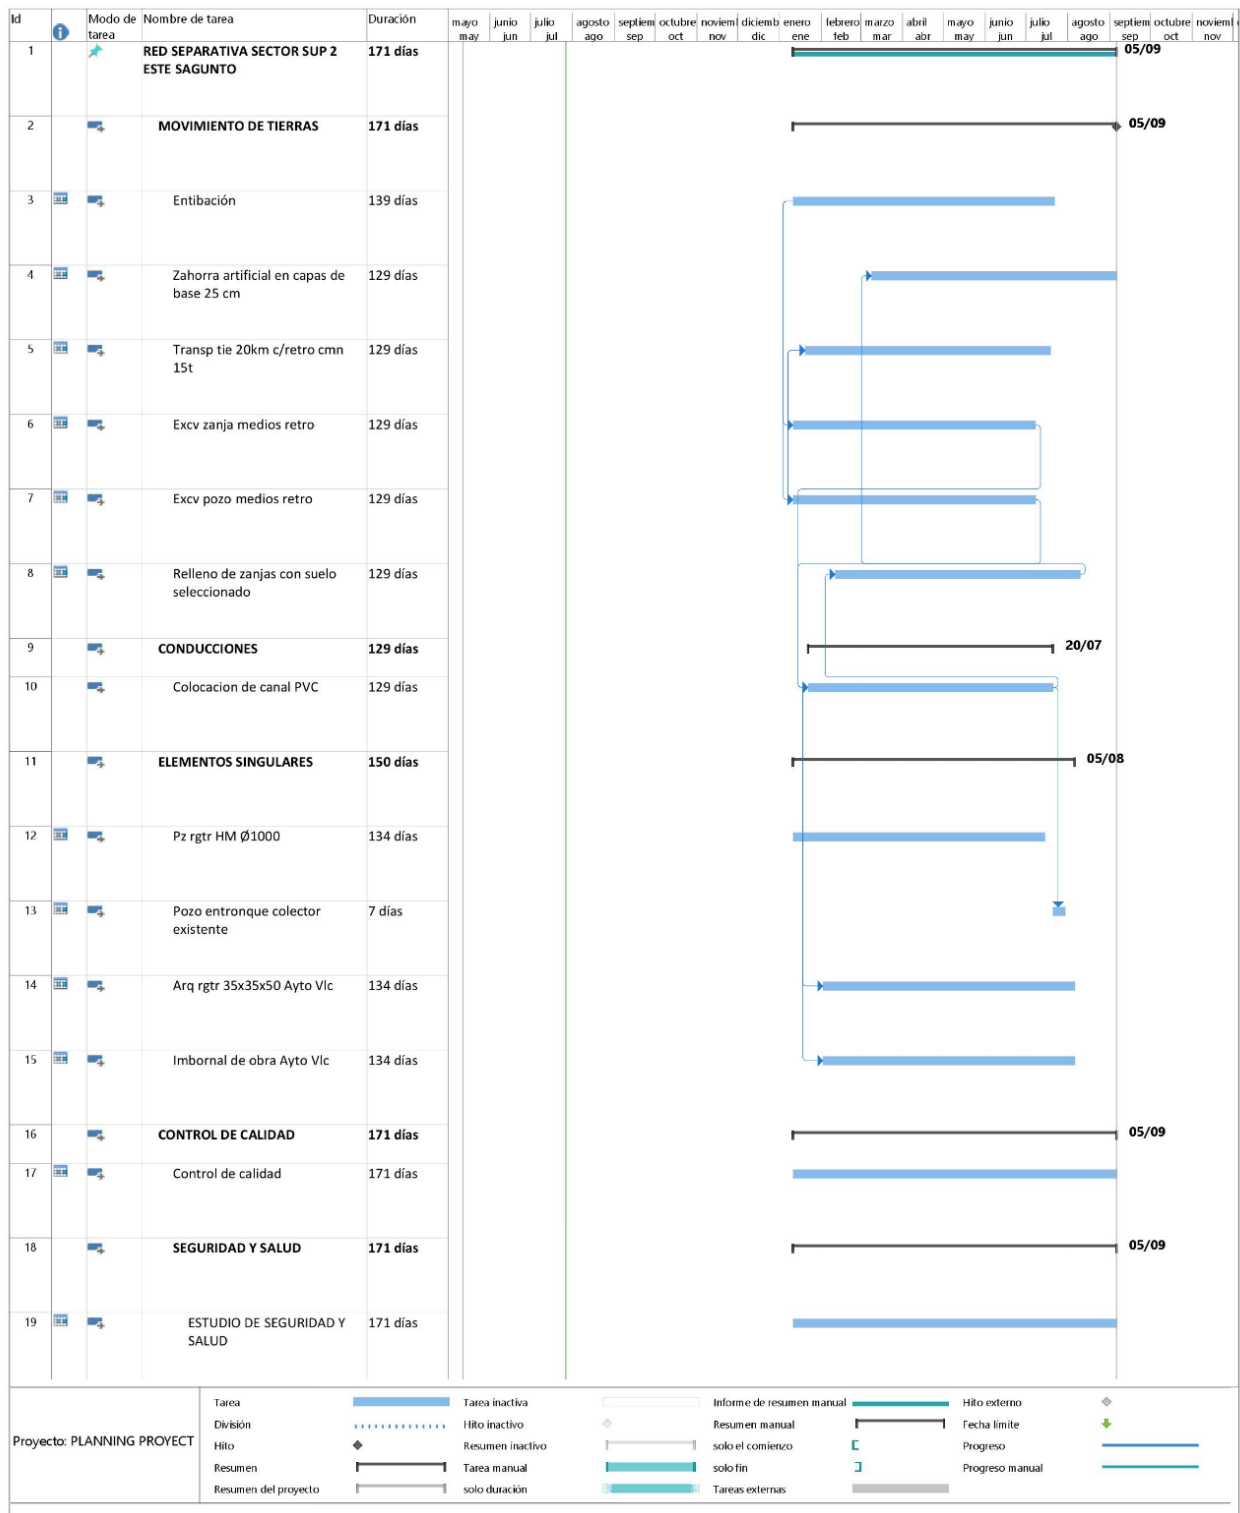 Id
Modo de
tarea
Nombre de tarea
Duración
mayo junio julio agosto septiem octubre noviem diciemb enero febrero marzo abril mayo junio julio agosto septiem octubre noviem
may jun jul ago sep oct nov dic ene feb mar abr may jun jul ago sep oct nov
1 RED SEPARATIVA SECTOR SUP 2 171 días 05/09
ESTE SAGUNTO
2 MOVIMIENTO DE TIERRAS 171 días 05/09
3 Entibación 139 días
4 Zahorra artificial en capas de 129 días
base 25 cm
5 Transp tie 20km c/retro cmn 129 días
15t
6 Excv zanja medios retro 129 días
7 Excv pozo medios retro 129 días
8 Relleno de zanjas con suelo 129 días
seleccionado
9 CONDUCCIONES 129 días 20/07
10 Colocacion de canal PVC 129 días
11 ELEMENTOS SINGULARES 150 días 05/08
12 Pz rgtr HM Ø1000 134 días
13 Pozo entronque colector 7 días
existente
14 Arq rgtr 35x35x50 Ayto Vlc 134 días
15 Imbornal de obra Ayto Vlc 134 días
16 CONTROL DE CALIDAD 171 días 05/09
17 Control de calidad 171 días
18 SEGURIDAD Y SALUD 171 días 05/09
19 ESTUDIO DE SEGURIDAD Y 171 días
SALUD
Proyecto: PLANNING PROYECT
Tarea Tarea inactiva Informe de resumen manual Hito externo
División Hito inactivo Resumen manual Fecha límite
Hito Resumen inactivo solo el comienzo Progreso
Resumen Tarea manual solo fin Progreso manual
Resumen del proyecto solo duración Tareas externas